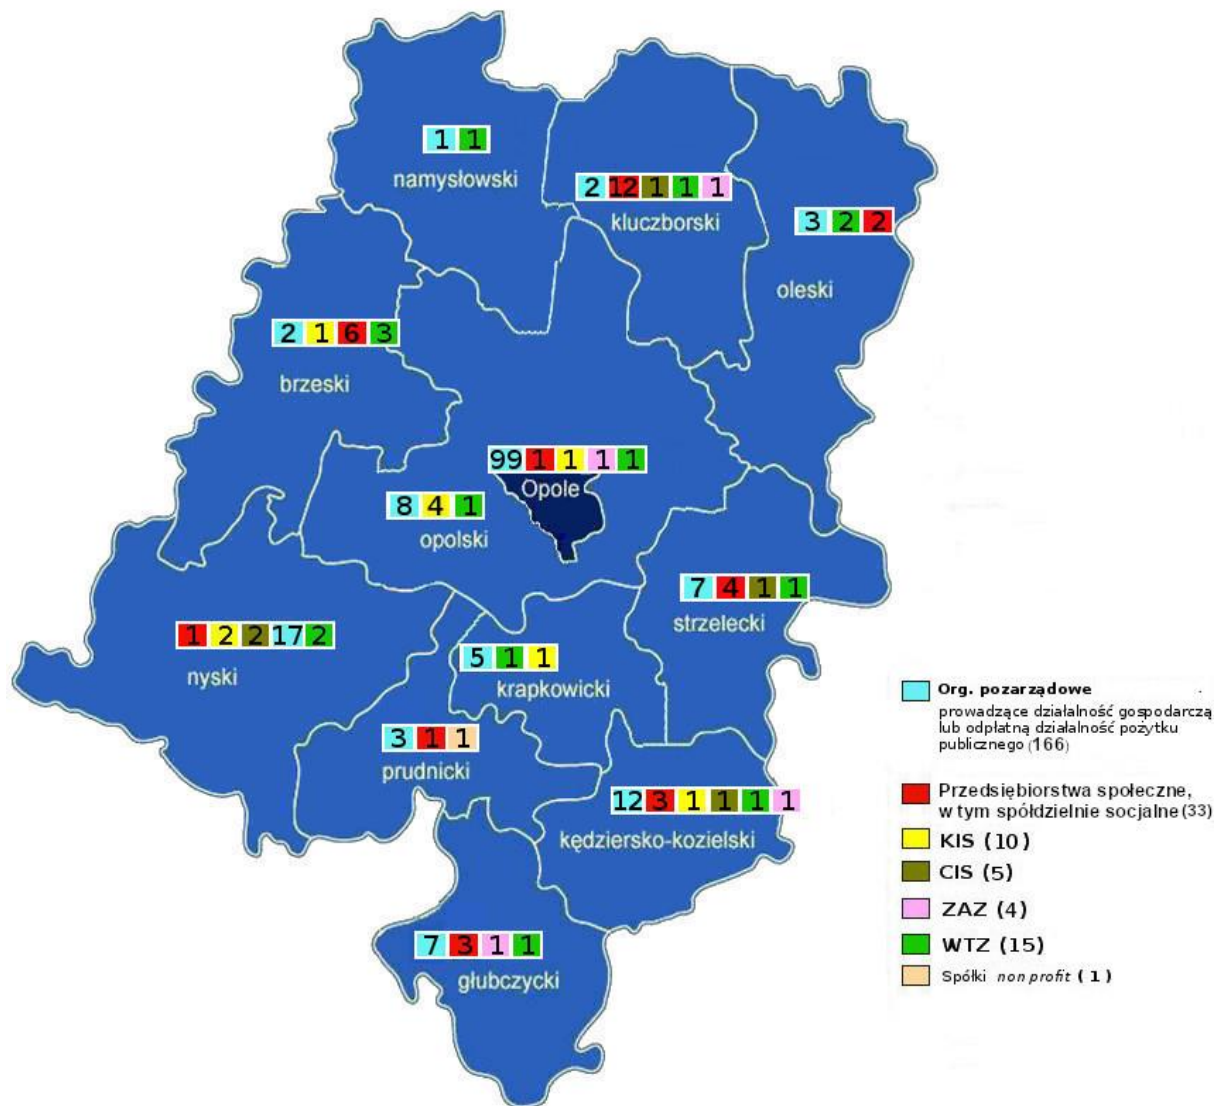 1 1
namysłowski
2 12 1 1 1
kluczborski
3 2 2
oleski
2 1 6 3
brzeski
99 1 1 1 1
Opole
8 4 1
opolski
7 4 1 1
strzelecki
1 2 2 17 2
nyski
5 1 1
krapkowicki
3 1 1
prudnicki
12 3 1 1 1 1
kędziersko-kozielski
7 3 1 1
głubczycki
Org. pozarządowe .
prowadzące działalność gospodarczą
lub odpłatną działalność pożytku
publicznego (166)
Przedsiębiorstwa społeczne,
w tym spółdzielnie socjalne (33)
KIS (10)
CIS (5)
ZAZ (4)
WTZ (15)
Spółki non profit ( 1 )